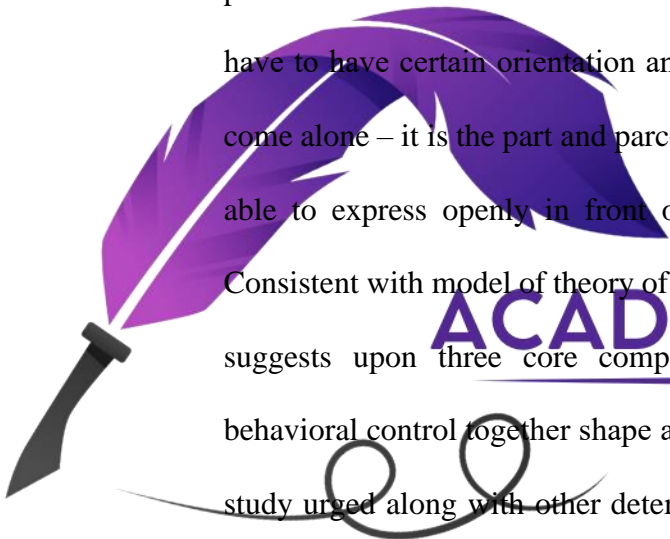 have to have certain orientation an
come alone – it is the part and parc
able to express openly in front o
Consistent with model of theory of
ACAD
suggests upon three core comp
behavioral control together shape a
study urged along with other deter